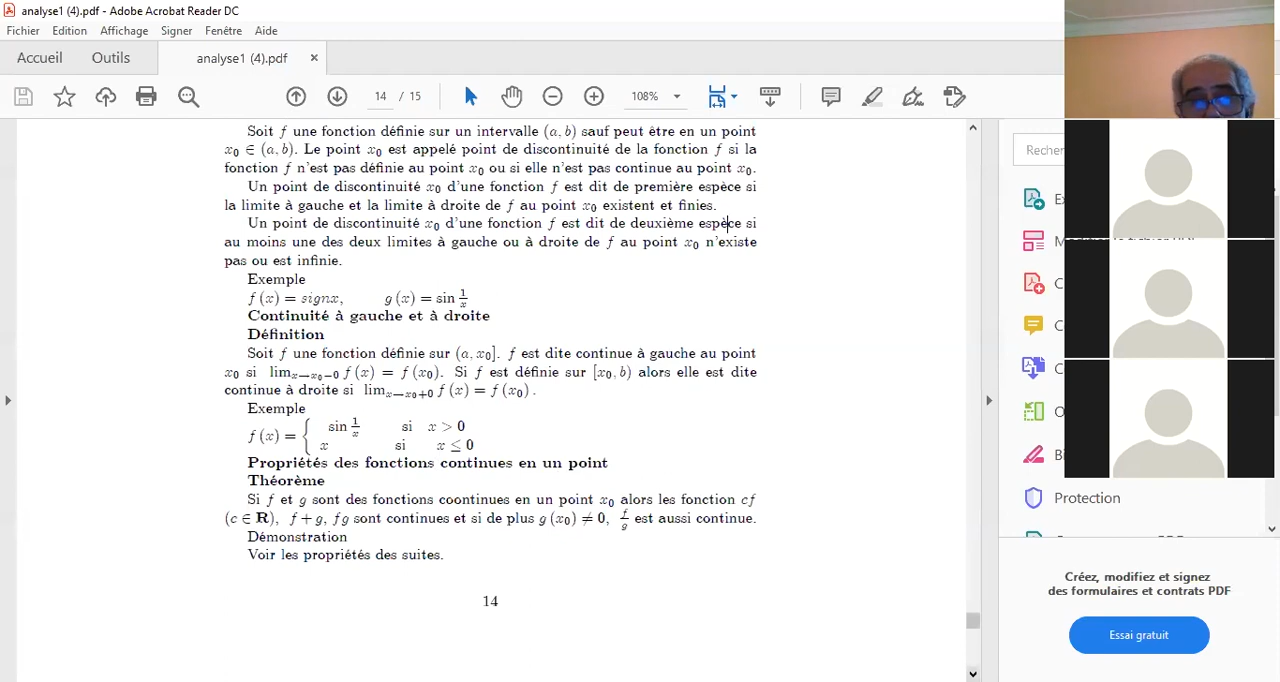 analyse1 (4).pdf - Adobe Acrobat Reader DC
Fichier Edition Affichage Signer Fenêtre Aide
Accueil Outils analyse1 (4).pdf ×
14 / 15 108%
Soit f une fonction définie sur un intervalle (a, b) sauf peut être en un point
x₀ ∈ (a, b). Le point x₀ est appelé point de discontinuité de la fonction f si la
fonction f n'est pas définie au point x₀ ou si elle n'est pas continue au point x₀.
Un point de discontinuité x₀ d'une fonction f est dit de première espèce si
la limite à gauche et la limite à droite de f au point x₀ existent et finies.
Un point de discontinuité x₀ d'une fonction f est dit de deuxième espéce si
au moins une des deux limites à gauche ou à droite de f au point x₀ n'existe
pas ou est infinie.
Exemple
f (x) = signx, g (x) = sin 1/x
Continuité à gauche et à droite
Définition
Soit f une fonction définie sur (a, x₀]. f est dite continue à gauche au point
x₀ si lim x→x₀−0 f (x) = f (x₀). Si f est définie sur [x₀, b) alors elle est dite
continue à droite si lim x→x₀+0 f (x) = f (x₀) .
Exemple
f (x) = { sin 1/x si x > 0
x si x ≤ 0
Propriétés des fonctions continues en un point
Théorème
Si f et g sont des fonctions coontinues en un point x₀ alors les fonction cf
(c ∈ R), f + g, fg sont continues et si de plus g (x₀) ≠ 0, f/g est aussi continue.
Démonstration
Voir les propriétés des suites.
14
Recher
Protection
Créez, modifiez et signez
des formulaires et contrats PDF
Essai gratuit